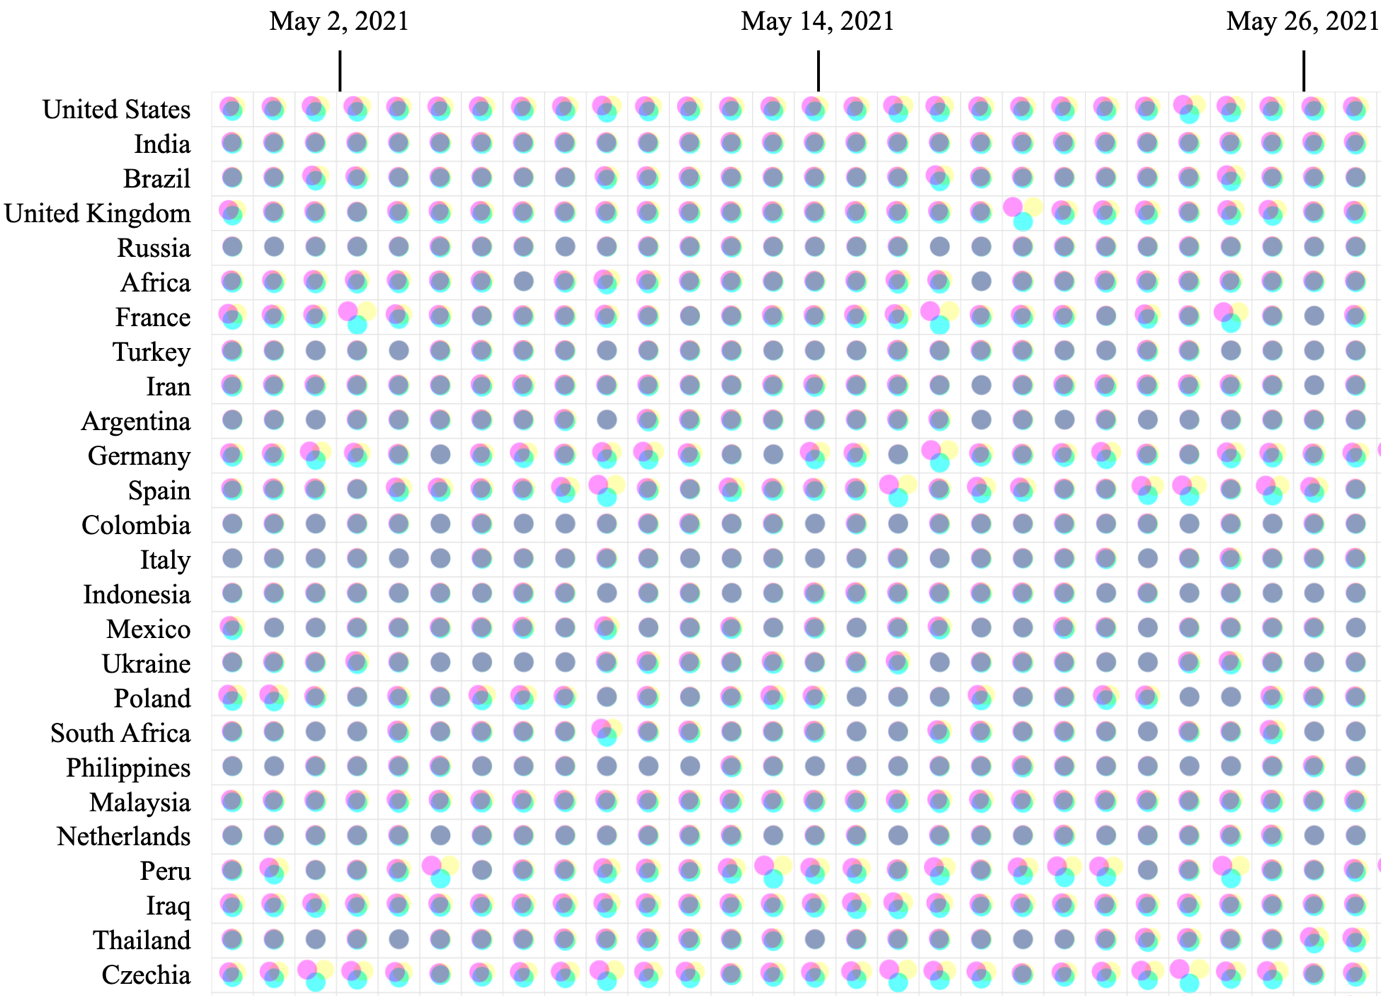 May 2, 2021 May 14, 2021 May 26, 2021
United States
India
Brazil
United Kingdom
Russia
Africa
France
Turkey
Iran
Argentina
Germany
Spain
Colombia
Italy
Indonesia
Mexico
Ukraine
Poland
South Africa
Philippines
Malaysia
Netherlands
Peru
Iraq
Thailand
Czechia